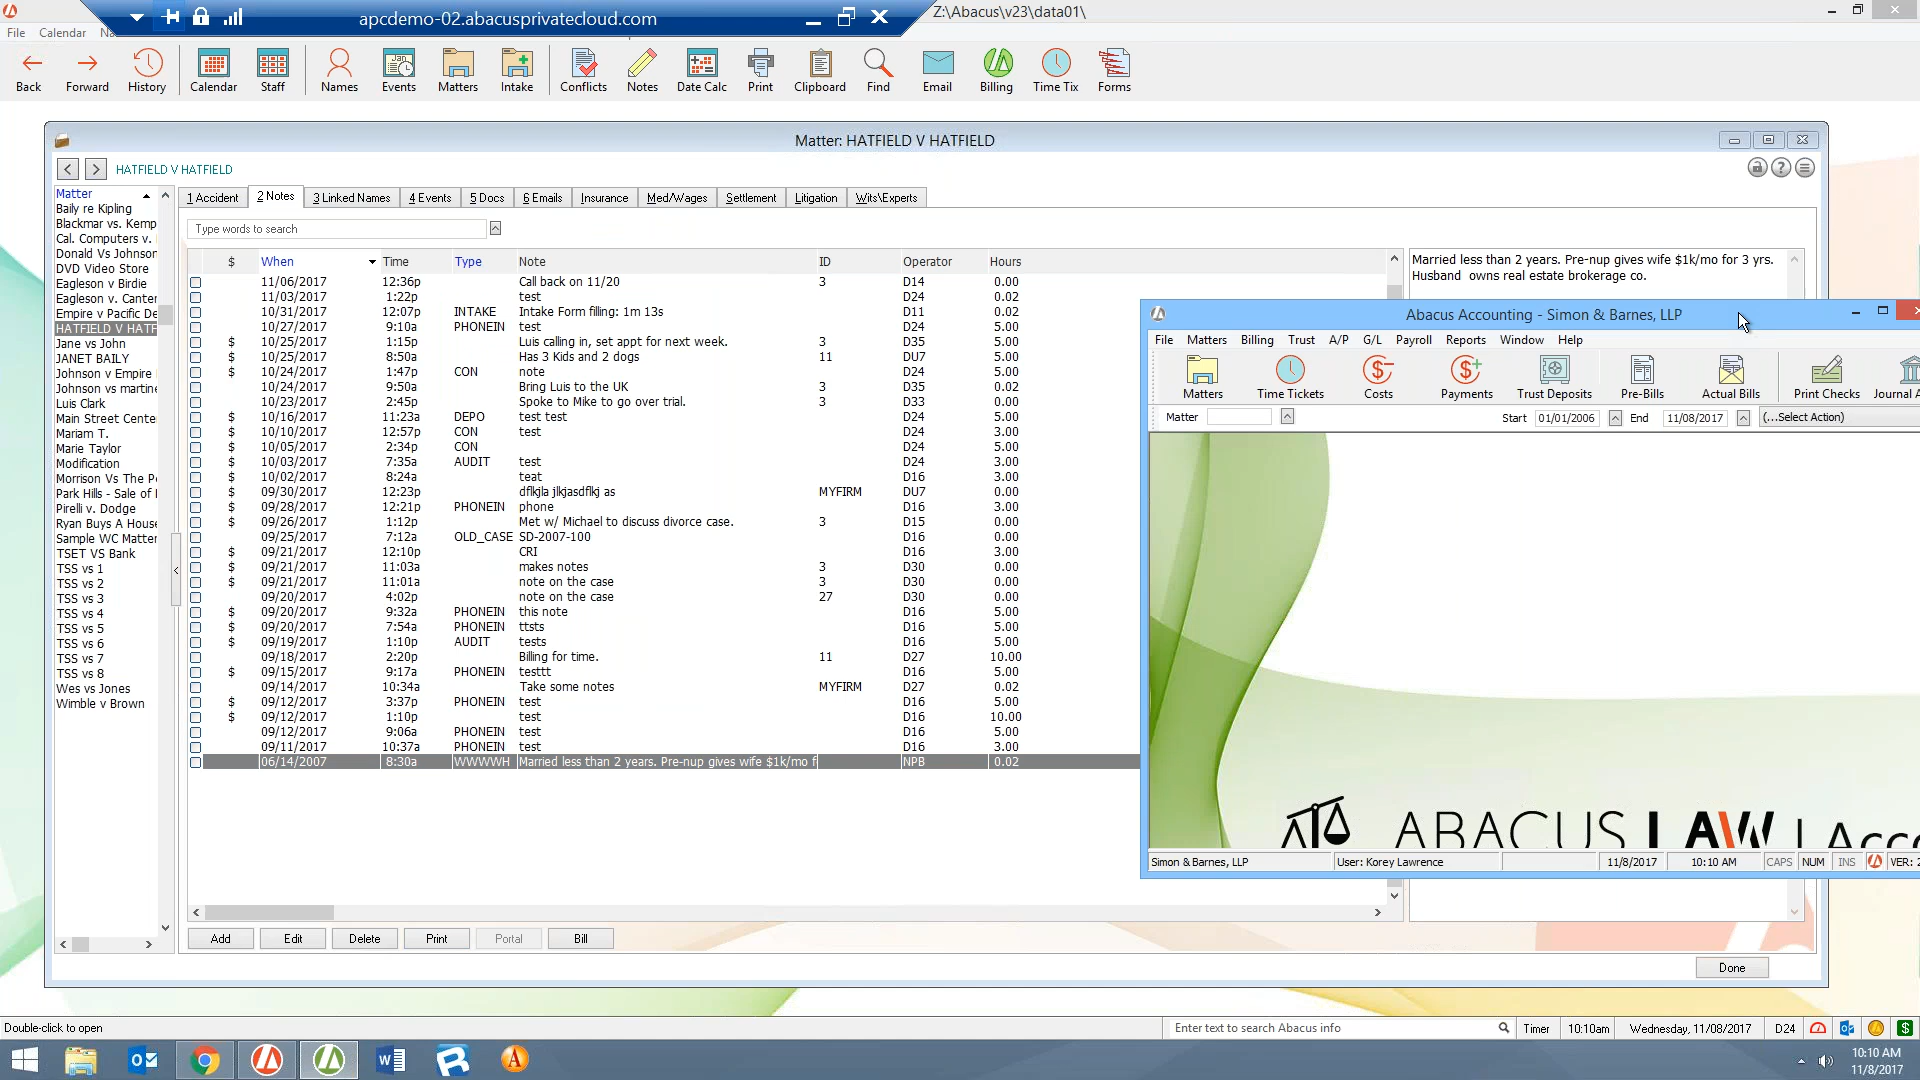 apcdemo-02.abacusprivatecloud.com
Z:\Abacus\v23\data01\
File Calendar
Back Forward History Calendar Staff Names Events Matters Intake Conflicts Notes Date Calc Print Clipboard Find Email Billing Time Tix Forms
Matter: HATFIELD V HATFIELD
HATFIELD V HATFIELD
1 Accident 2 Notes 3 Linked Names 4 Events 5 Docs 6 Emails Insurance Med/Wages Settlement Litigation Wits\Experts
Matter
Baily re Kipling
Blackmar vs. Kemp
Cal. Computers v.
Donald Vs Johnson
DVD Video Store
Eagleson v Birdie
Eagleson v. Canter
Empire v Pacific De
HATFIELD V HATF
Jane vs John
JANET BAILY
Johnson v Empire
Johnson vs martine
Luis Clark
Main Street Cente
Mariam T.
Marie Taylor
Modification
Morrison Vs The P
Park Hills - Sale of
Pirelli v. Dodge
Ryan Buys A House
Sample WC Matter
TSET VS Bank
TSS vs 1
TSS vs 2
TSS vs 3
TSS vs 4
TSS vs 5
TSS vs 6
TSS vs 7
TSS vs 8
Wes vs Jones
Wimble v Brown
Type words to search
$ When Time Type Note ID Operator Hours
11/06/2017 12:36p Call back on 11/20 3 D14 0.00
11/03/2017 1:22p test D24 0.02
10/31/2017 12:07p INTAKE Intake Form filling: 1m 13s D11 0.02
10/27/2017 9:10a PHONEIN test D24 5.00
$ 10/25/2017 1:15p Luis calling in, set appt for next week. 3 D35 5.00
$ 10/25/2017 8:50a Has 3 Kids and 2 dogs 11 DU7 5.00
$ 10/24/2017 1:47p CON note D24 5.00
10/24/2017 9:50a Bring Luis to the UK 3 D35 0.02
10/23/2017 2:45p Spoke to Mike to go over trial. 3 D33 0.00
$ 10/16/2017 11:23a DEPO test test D24 5.00
$ 10/10/2017 12:57p CON test D24 3.00
$ 10/05/2017 2:34p CON D24 5.00
$ 10/03/2017 7:35a AUDIT test D24 3.00
$ 10/02/2017 8:24a teat D16 3.00
$ 09/30/2017 12:23p dflkjla jlkjasdflkj as MYFIRM DU7 0.00
$ 09/28/2017 12:21p PHONEIN phone D16 3.00
$ 09/26/2017 1:12p Met w/ Michael to discuss divorce case. 3 D15 0.00
09/25/2017 7:12a OLD_CASE SD-2007-100 D16 0.00
$ 09/21/2017 12:10p CRI D16 3.00
$ 09/21/2017 11:03a makes notes 3 D30 0.00
$ 09/21/2017 11:01a note on the case 3 D30 0.00
09/20/2017 4:02p note on the case 27 D30 0.00
$ 09/20/2017 9:32a PHONEIN this note D16 5.00
$ 09/20/2017 7:54a PHONEIN ttsts D16 5.00
$ 09/19/2017 1:10p AUDIT tests D16 5.00
09/18/2017 2:20p Billing for time. 11 D27 10.00
$ 09/15/2017 9:17a PHONEIN testtt D16 5.00
09/14/2017 10:34a Take some notes MYFIRM D27 0.02
$ 09/12/2017 3:37p PHONEIN test D16 5.00
$ 09/12/2017 1:10p test D16 10.00
09/12/2017 9:06a PHONEIN test D16 5.00
09/11/2017 10:37a PHONEIN test D16 3.00
06/14/2007 8:30a WWWWH Married less than 2 years. Pre-nup gives wife $1k/mo f NPB 0.02
Married less than 2 years. Pre-nup gives wife $1k/mo for 3 yrs.
Husband owns real estate brokerage co.
Abacus Accounting - Simon & Barnes, LLP
File Matters Billing Trust A/P G/L Payroll Reports Window Help
Matters Time Tickets Costs Payments Trust Deposits Pre-Bills Actual Bills Print Checks Journal
Matter Start 01/01/2006 End 11/08/2017 (...Select Action)
ABACUS LAW | Acco
Simon & Barnes, LLP User: Korey Lawrence 11/8/2017 10:10 AM CAPS NUM INS VER: 2
Add Edit Delete Print Portal Bill
Done
Double-click to open Enter text to search Abacus info Timer 10:10am Wednesday, 11/08/2017 D24
10:10 AM
11/8/2017